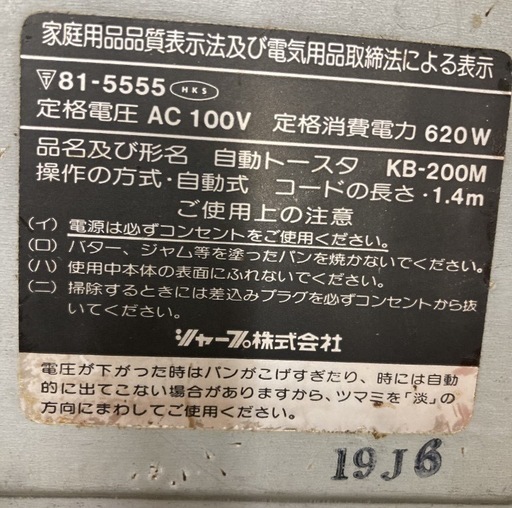 家庭用品品質表示法及び電気用品取締法による表示
81-5555 HKS
定格電圧 AC 100V 定格消費電力 620W
品名及び形名 自動トースタ KB-200M
操作の方式・自動式 コードの長さ・1.4m
ご使用上の注意
(イ) 電源は必ずコンセントをご使用ください。
(ロ) バター、ジャム等を塗ったパンを焼かないでください。
(ハ) 使用中本体の表面にふれないでください。
(ニ) 掃除するときには差込みプラグを必ずコンセントから抜
いてください。
シャープ株式会社
電圧が下がった時はパンがこげすぎたり、時には自動
的に出てこない場合がありますから、ツマミを「淡」の
方向にまわしてご使用ください。
19J6